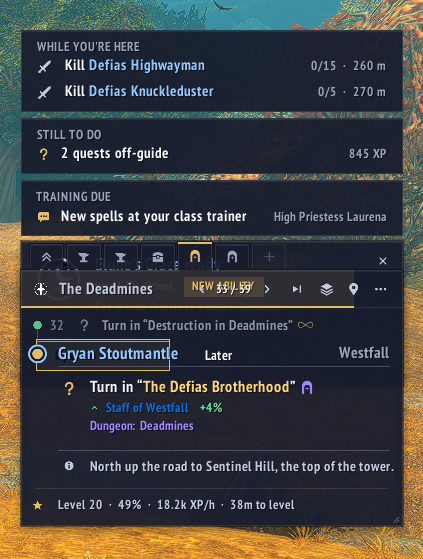 WHILE YOU'RE HERE
Kill Defias Highwayman 0/15 · 260 m
Kill Defias Knuckleduster 0/5 · 270 m
STILL TO DO
2 quests off-guide 845 XP
TRAINING DUE
New spells at your class trainer High Priestess Laurena
The Deadmines NEW ABILITY 33 / 59
32 Turn in “Destruction in Deadmines”
Gryan Stoutmantle Later Westfall
Turn in “The Defias Brotherhood”
Staff of Westfall +4%
Dungeon: Deadmines
North up the road to Sentinel Hill, the top of the tower.
Level 20 · 49% · 18.2k XP/h · 38m to level